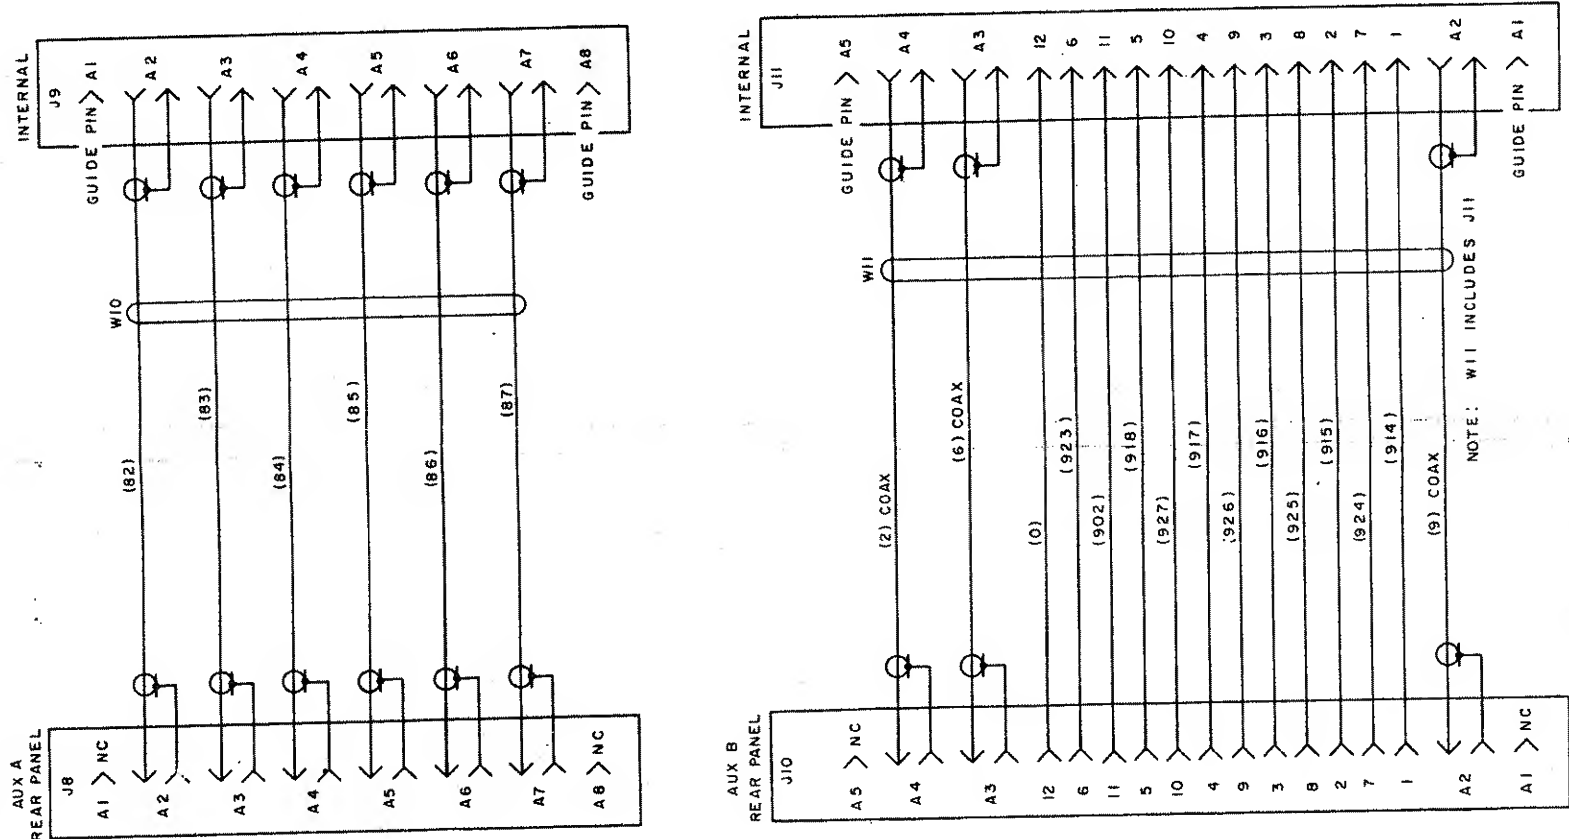 INTERNAL
J9
GUIDE PIN
A1
A2
A3
A4
A5
A6
A7
A8
GUIDE PIN
W10
(82)
(83)
(84)
(85)
(86)
(87)
AUX A
REAR PANEL
J8
A1 NC
A2
A3
A4
A5
A6
A7
A8 NC
INTERNAL
J11
GUIDE PIN
A5
A4
A3
12
6
11
5
10
4
9
3
8
2
7
1
A2
A1
GUIDE PIN
W11
(2) COAX
(6) COAX
(0)
(923)
(902)
(918)
(927)
(917)
(926)
(916)
(925)
(915)
(924)
(914)
(9) COAX
NOTE: W11 INCLUDES J11
AUX B
REAR PANEL
J10
A5 NC
A4
A3
12
6
11
5
10
4
9
3
8
2
7
1
A2
A1 NC